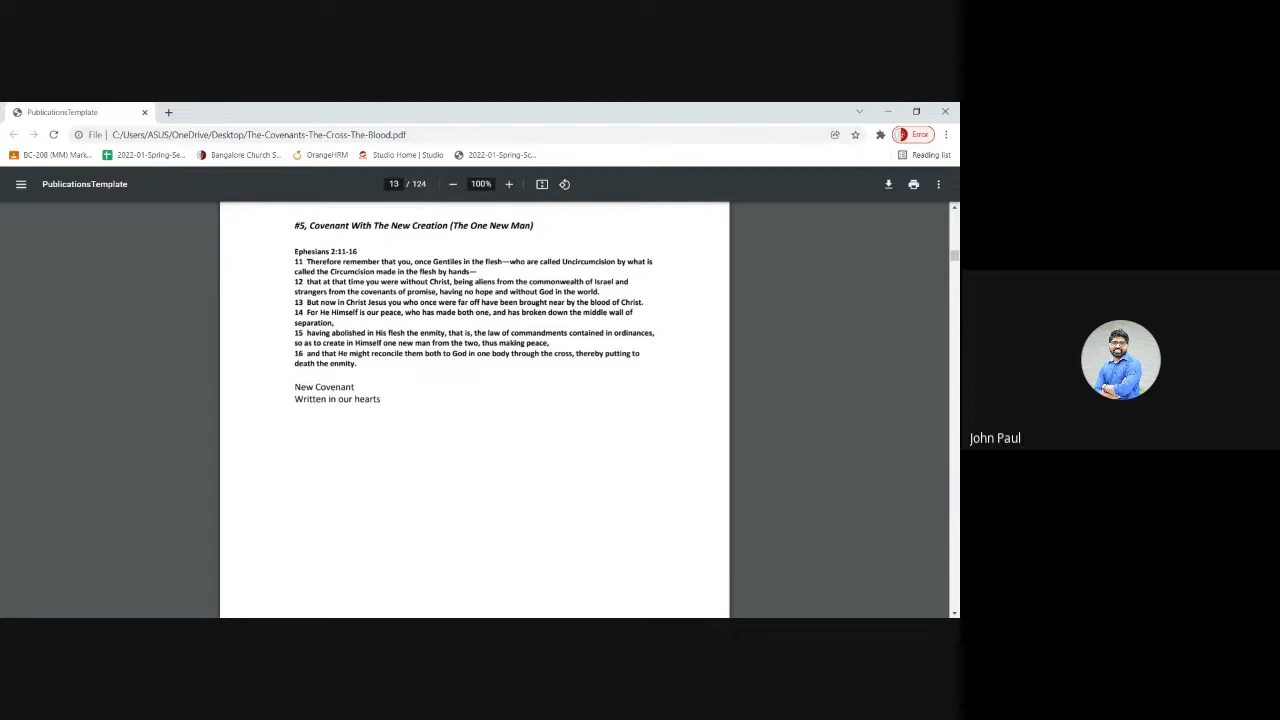 PublicationsTemplate
File | C:/Users/ASUS/OneDrive/Desktop/The-Covenants-The-Cross-The-Blood.pdf
Error
BC-208 (MM) Mark...
2022-01-Spring-Se...
Bangalore Church S...
OrangeHRM
Studio Home | Studio
2022-01-Spring-Sc...
Reading list
PublicationsTemplate
13 / 124
100%
#5, Covenant With The New Creation (The One New Man)
Ephesians 2:11-16
11 Therefore remember that you, once Gentiles in the flesh—who are called Uncircumcision by what is
called the Circumcision made in the flesh by hands—
12 that at that time you were without Christ, being aliens from the commonwealth of Israel and
strangers from the covenants of promise, having no hope and without God in the world.
13 But now in Christ Jesus you who once were far off have been brought near by the blood of Christ.
14 For He Himself is our peace, who has made both one, and has broken down the middle wall of
separation,
15 having abolished in His flesh the enmity, that is, the law of commandments contained in ordinances,
so as to create in Himself one new man from the two, thus making peace,
16 and that He might reconcile them both to God in one body through the cross, thereby putting to
death the enmity.
New Covenant
Written in our hearts
John Paul